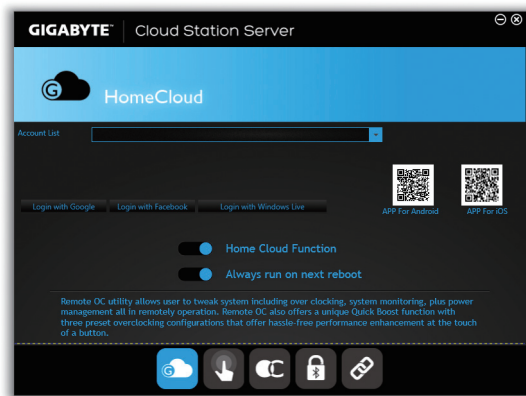 GIGABYTE™ Cloud Station Server
G HomeCloud
Account List
Login with Google Login with Facebook Login with Windows Live
APP For Android APP For iOS
Home Cloud Function
Always run on next reboot
Remote OC utility allows user to tweak system including over clocking, system monitoring, plus power
management all in remotely operation. Remote OC also offers a unique Quick Boost function with
three preset overclocking configurations that offer hassle-free performance enhancement at the touch
of a button.
G